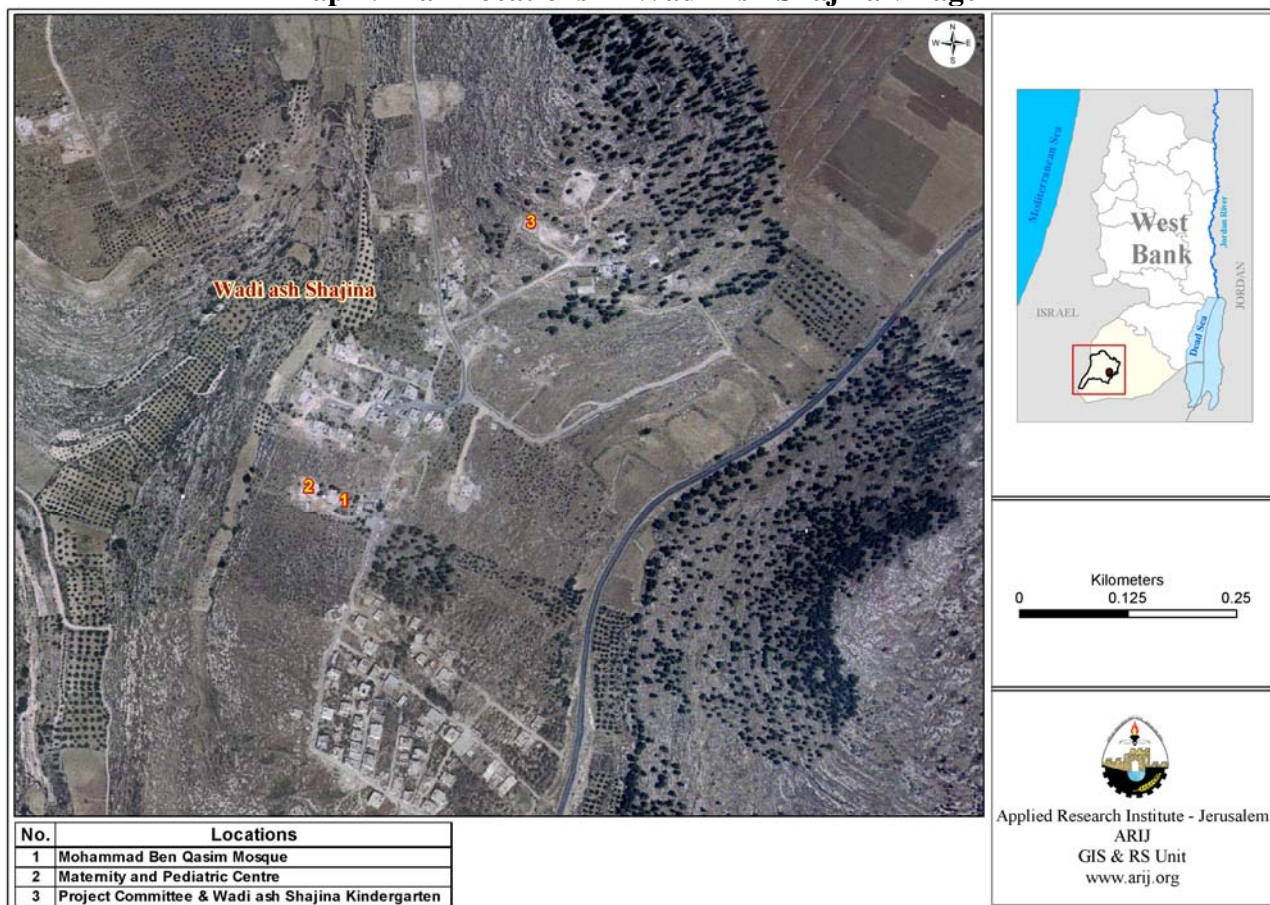 N
W E
S
3
Wadi ash Shajina
2
1
Mediterranean Sea
West
Bank
Jordan River
JORDAN
ISRAEL
Dead Sea
Kilometers
0 0.125 0.25
Applied Research Institute - Jerusalem
ARIJ
GIS & RS Unit
www.arij.org
No. Locations
1 Mohammad Ben Qasim Mosque
2 Maternity and Pediatric Centre
3 Project Committee & Wadi ash Shajina Kindergarten